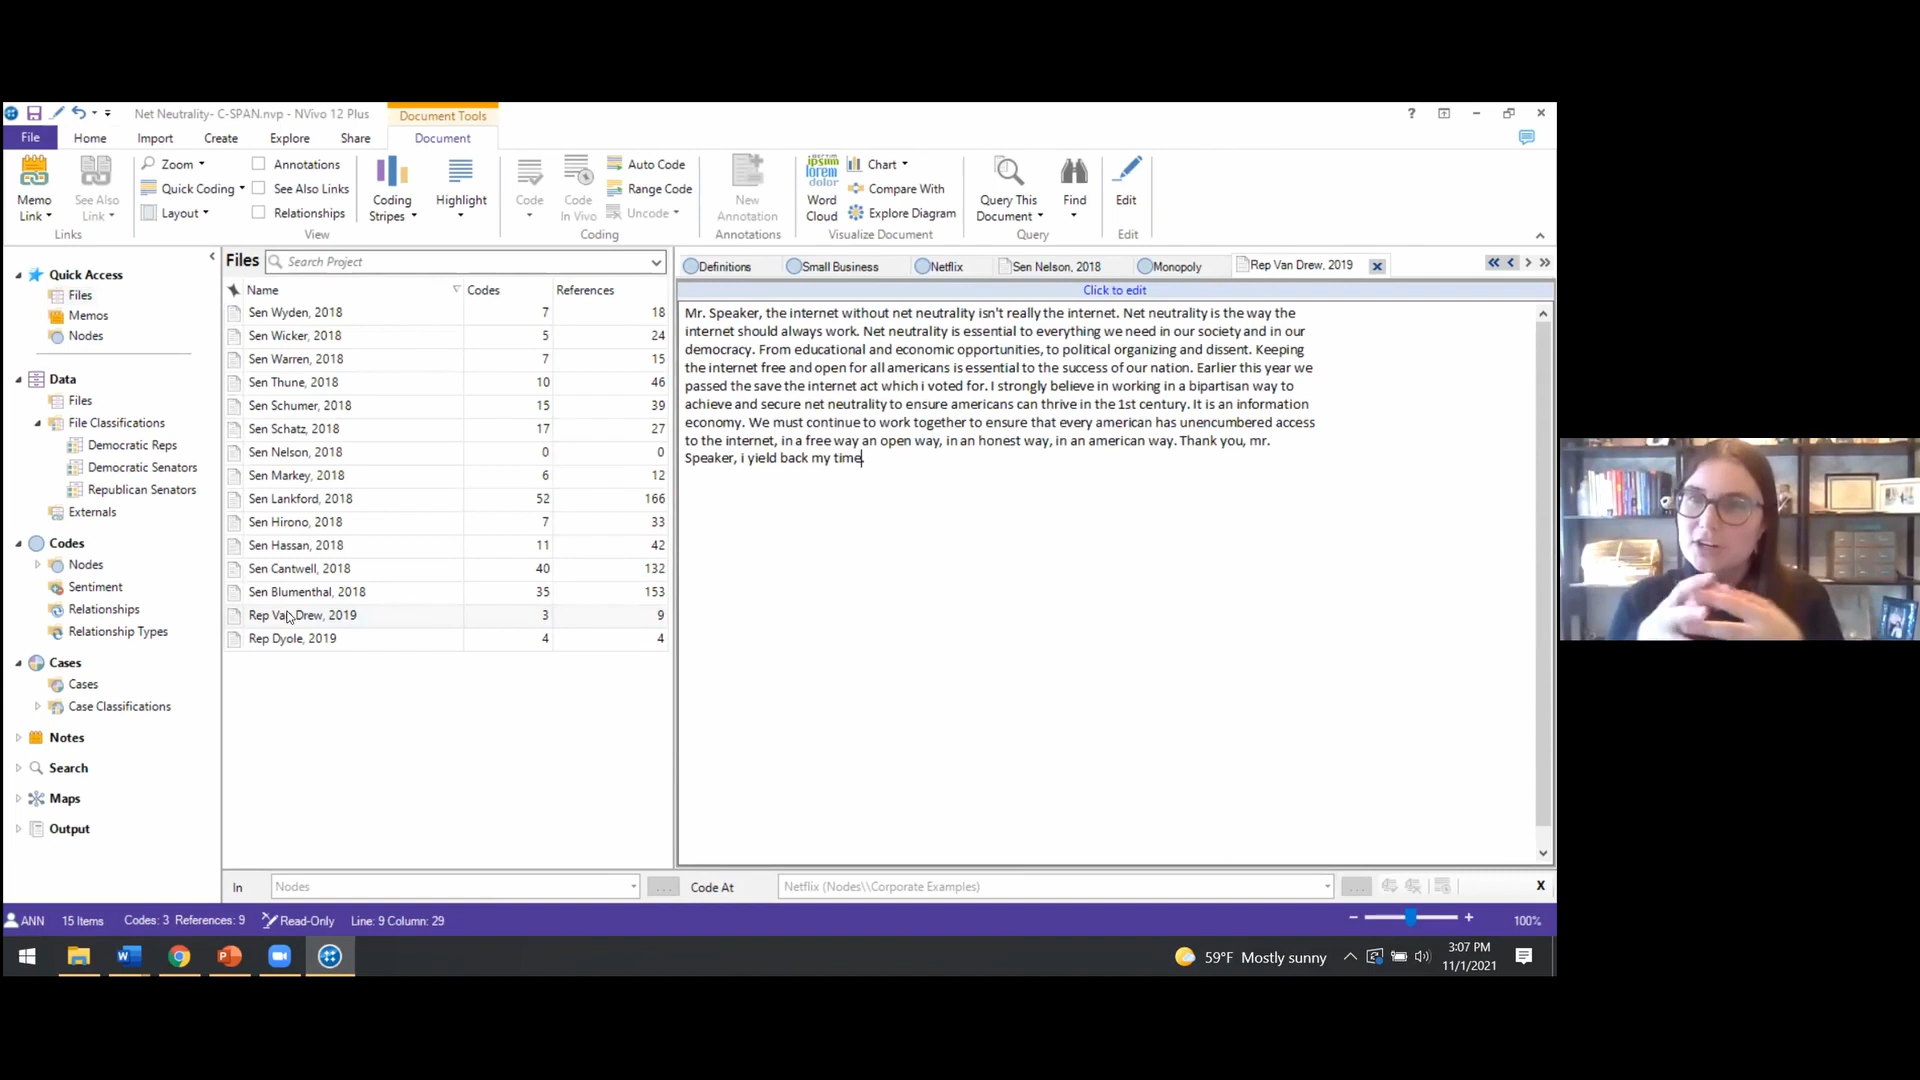 Net Neutrality- C-SPAN.nvp - NVivo 12 Plus
Document Tools
?
File
Home
Import
Create
Explore
Share
Document
Memo Link
See Also Link
Links
Zoom
Quick Coding
Layout
Annotations
See Also Links
Relationships
View
Coding Stripes
Highlight
Code
Code In Vivo
Auto Code
Range Code
Uncode
Coding
New Annotation
Annotations
ipsum lorem dolor
Word Cloud
Chart
Compare With
Explore Diagram
Visualize Document
Query This Document
Find
Query
Edit
Edit
Quick Access
Files
Memos
Nodes
Data
Files
File Classifications
Democratic Reps
Democratic Senators
Republican Senators
Externals
Codes
Nodes
Sentiment
Relationships
Relationship Types
Cases
Cases
Case Classifications
Notes
Search
Maps
Output
Files
Search Project
Name Codes References
Sen Wyden, 2018 7 18
Sen Wicker, 2018 5 24
Sen Warren, 2018 7 15
Sen Thune, 2018 10 46
Sen Schumer, 2018 15 39
Sen Schatz, 2018 17 27
Sen Nelson, 2018 0 0
Sen Markey, 2018 6 12
Sen Lankford, 2018 52 166
Sen Hirono, 2018 7 33
Sen Hassan, 2018 11 42
Sen Cantwell, 2018 40 132
Sen Blumenthal, 2018 35 153
Rep Van Drew, 2019 3 9
Rep Dyole, 2019 4 4
Definitions
Small Business
Netflix
Sen Nelson, 2018
Monopoly
Rep Van Drew, 2019
Click to edit
Mr. Speaker, the internet without net neutrality isn't really the internet. Net neutrality is the way the
internet should always work. Net neutrality is essential to everything we need in our society and in our
democracy. From educational and economic opportunities, to political organizing and dissent. Keeping
the internet free and open for all americans is essential to the success of our nation. Earlier this year we
passed the save the internet act which i voted for. I strongly believe in working in a bipartisan way to
achieve and secure net neutrality to ensure americans can thrive in the 1st century. It is an information
economy. We must continue to work together to ensure that every american has unencumbered access
to the internet, in a free way an open way, in an honest way, in an american way. Thank you, mr.
Speaker, i yield back my time.
In
Nodes
...
Code At
Netflix (Nodes\\Corporate Examples)
...
X
ANN
15 Items
Codes: 3 References: 9
Read-Only
Line: 9 Column: 29
100%
59°F Mostly sunny
3:07 PM
11/1/2021